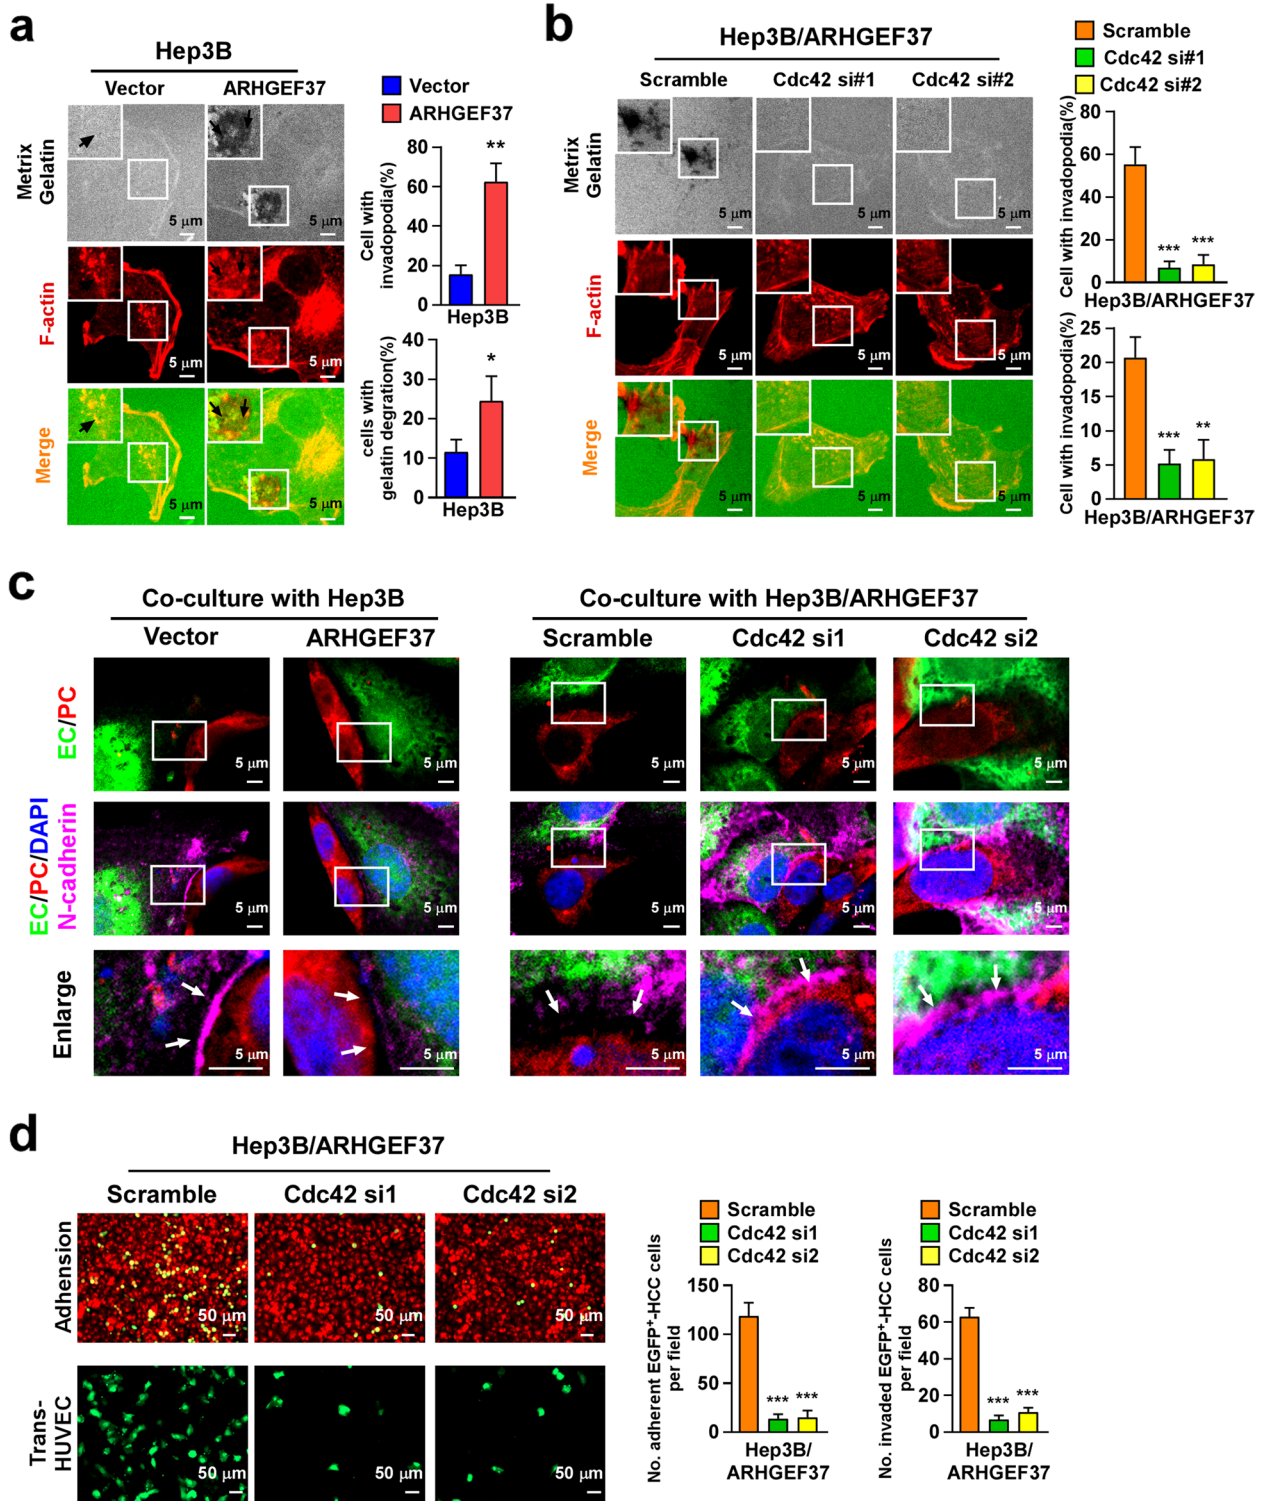 a
Hep3B
Vector ARHGEF37
Metrix
Gelatin
5 μm 5 μm
F-actin
5 μm 5 μm
Merge
5 μm 5 μm
Vector
ARHGEF37
Cell with
invadopodia(%)
80
60
40
20
0
**
Hep3B
cells with
gelatin degration(%)
40
30
20
10
0
*
Hep3B
b
Hep3B/ARHGEF37
Scramble Cdc42 si#1 Cdc42 si#2
Metrix
Gelatin
5 μm 5 μm 5 μm
F-actin
5 μm 5 μm 5 μm
Merge
5 μm 5 μm 5 μm
Scramble
Cdc42 si#1
Cdc42 si#2
Cell with invadopodia(%)
80
60
40
20
0
*** ***
Hep3B/ARHGEF37
Cell with invadopodia(%)
25
20
15
10
5
0
*** **
Hep3B/ARHGEF37
c
Co-culture with Hep3B
Vector ARHGEF37
Co-culture with Hep3B/ARHGEF37
Scramble Cdc42 si1 Cdc42 si2
EC/PC
5 μm 5 μm 5 μm 5 μm 5 μm
EC/PC/DAPI
N-cadherin
5 μm 5 μm 5 μm 5 μm 5 μm
Enlarge
5 μm 5 μm 5 μm 5 μm 5 μm
d
Hep3B/ARHGEF37
Scramble Cdc42 si1 Cdc42 si2
Adhension
50 μm 50 μm 50 μm
Trans-
HUVEC
50 μm 50 μm 50 μm
Scramble
Cdc42 si1
Cdc42 si2
No. adherent EGFP⁺-HCC cells
per field
150
100
50
0
*** ***
Hep3B/
ARHGEF37
Scramble
Cdc42 si1
Cdc42 si2
No. invaded EGFP⁺-HCC cells
per field
80
60
40
20
0
*** ***
Hep3B/
ARHGEF37